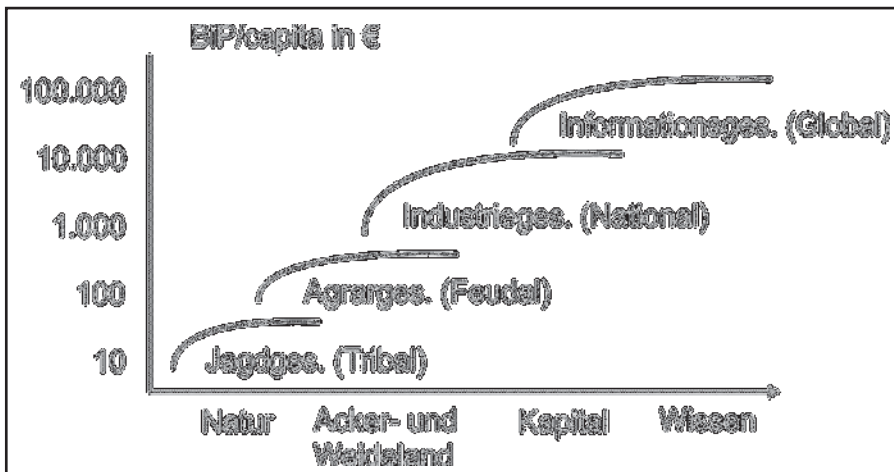 BIP/capita in €
100.000
Informationsges. (Global)
10.000
Industrieges. (National)
1.000
Agrarges. (Feudal)
100
Jagdges. (Tribal)
10
Natur
Acker- und
Weideland
Kapital
Wissen